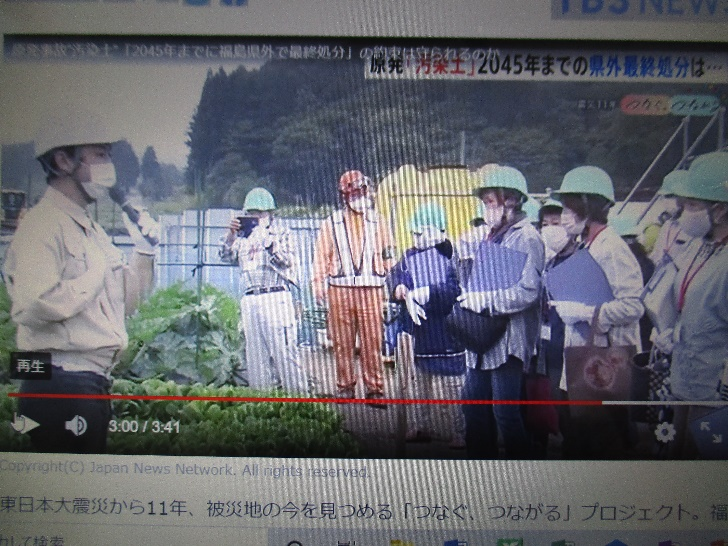 TBS NEWS
原発事故"汚染土"「2045年までに福島県外で最終処分」の約束は守られるのか
原発「汚染土」2045年までの県外最終処分は…
震災11年 つなぐ、つながる
再生
3:00 / 3:41
Copyright(C) Japan News Network. All rights reserved.
東日本大震災から11年、被災地の今を見つめる「つなぐ、つながる」プロジェクト。福
力して検索